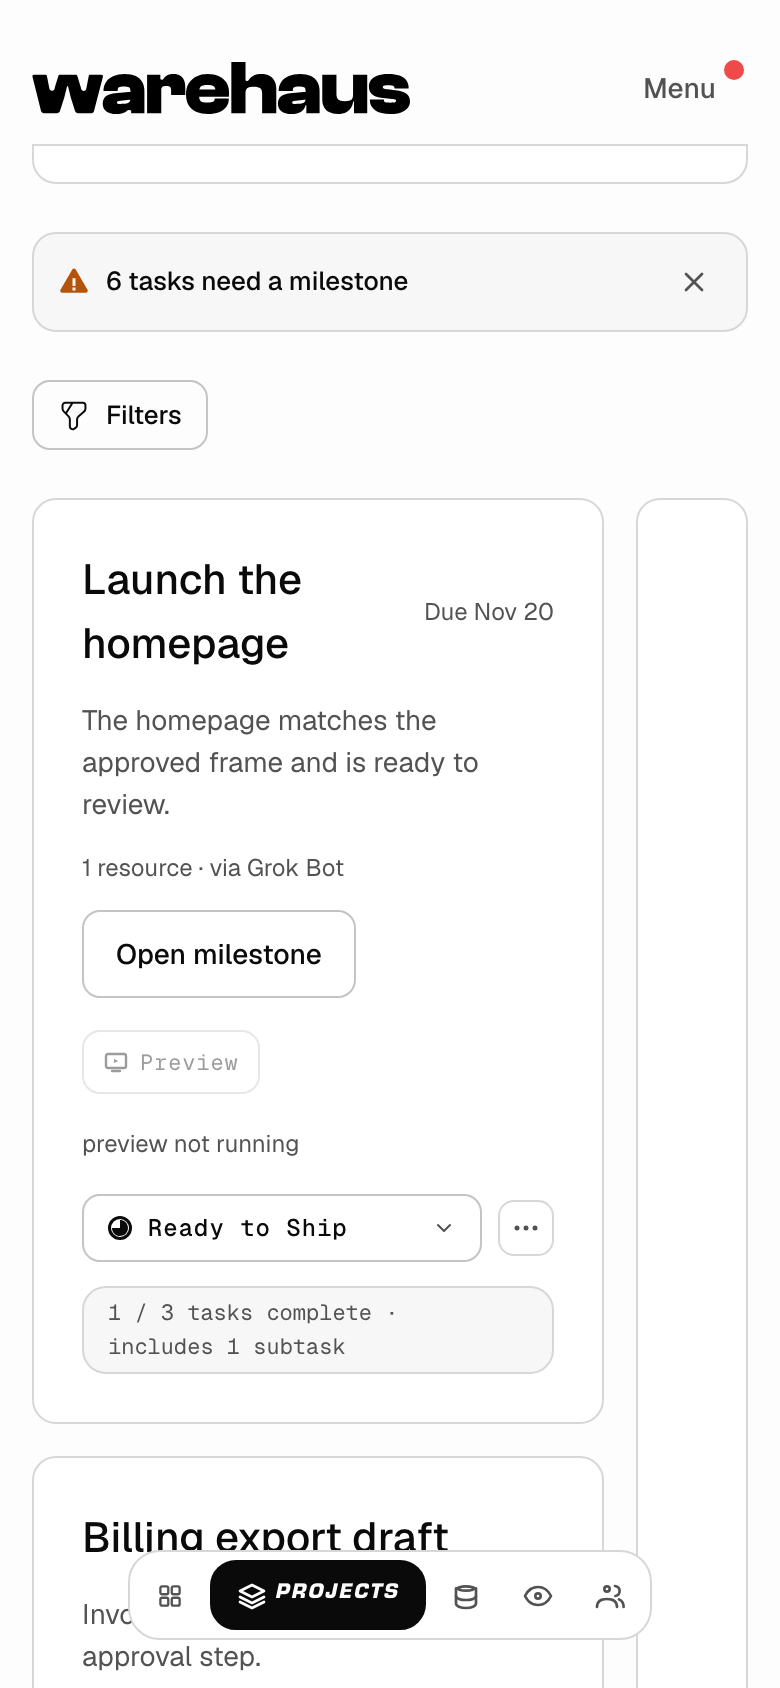 warehaus
Menu
6 tasks need a milestone
Filters
Launch the
homepage
Due Nov 20
The homepage matches the
approved frame and is ready to
review.
1 resource · via Grok Bot
Open milestone
Preview
preview not running
Ready to Ship
1 / 3 tasks complete ·
includes 1 subtask
Billing export draft
approval step.
PROJECTS